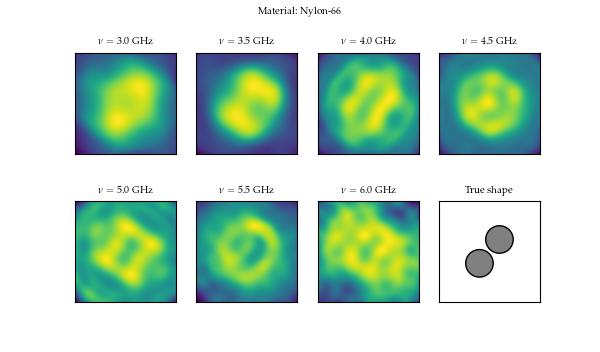 Material: Nylon-66
ν = 3.0 GHz
ν = 3.5 GHz
ν = 4.0 GHz
ν = 4.5 GHz
ν = 5.0 GHz
ν = 5.5 GHz
ν = 6.0 GHz
True shape